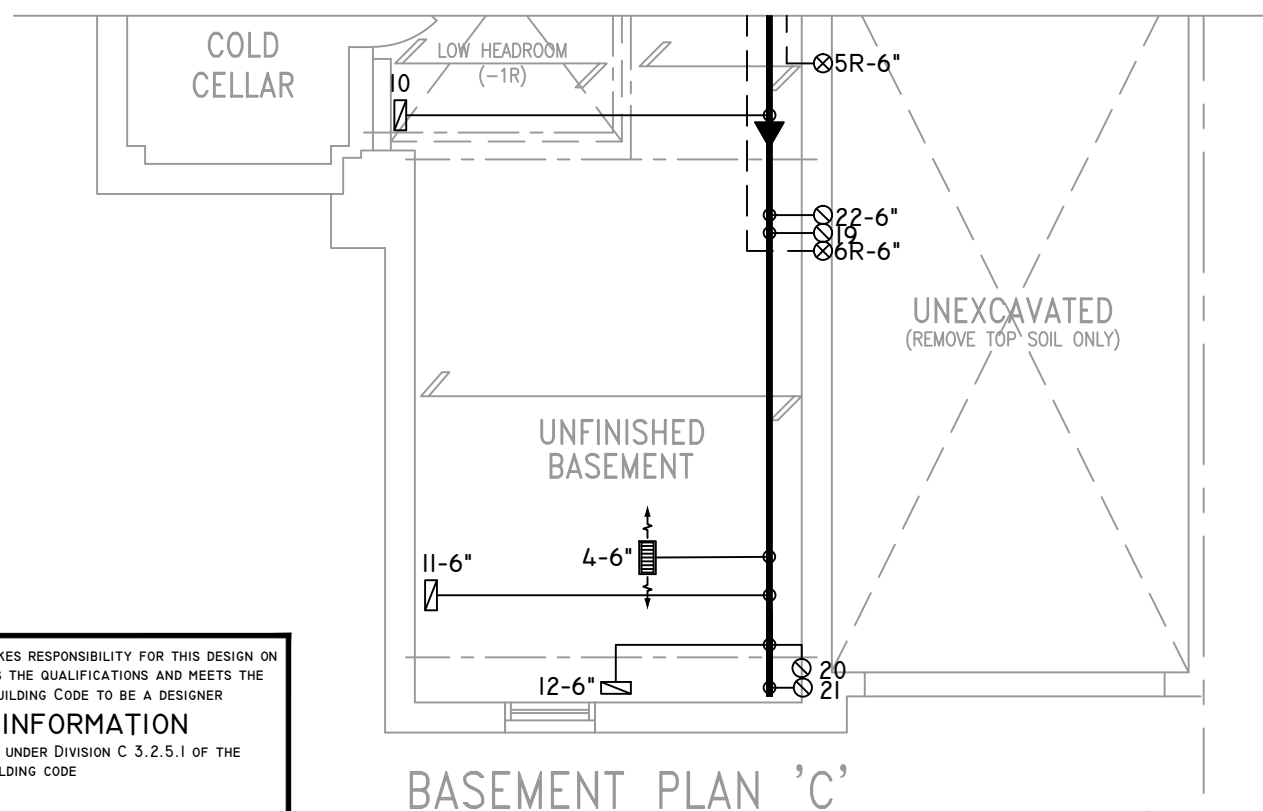 COLD
CELLAR
LOW HEADROOM
(-1R)
10
5R-6"
22-6"
19
6R-6"
UNEXCAVATED
(REMOVE TOP SOIL ONLY)
UNFINISHED
BASEMENT
4-6"
11-6"
12-6"
20
21
KES RESPONSIBILITY FOR THIS DESIGN ON
S THE QUALIFICATIONS AND MEETS THE
UILDING CODE TO BE A DESIGNER
INFORMATION
UNDER DIVISION C 3.2.5.1 OF THE
LDING CODE
BASEMENT PLAN 'C'